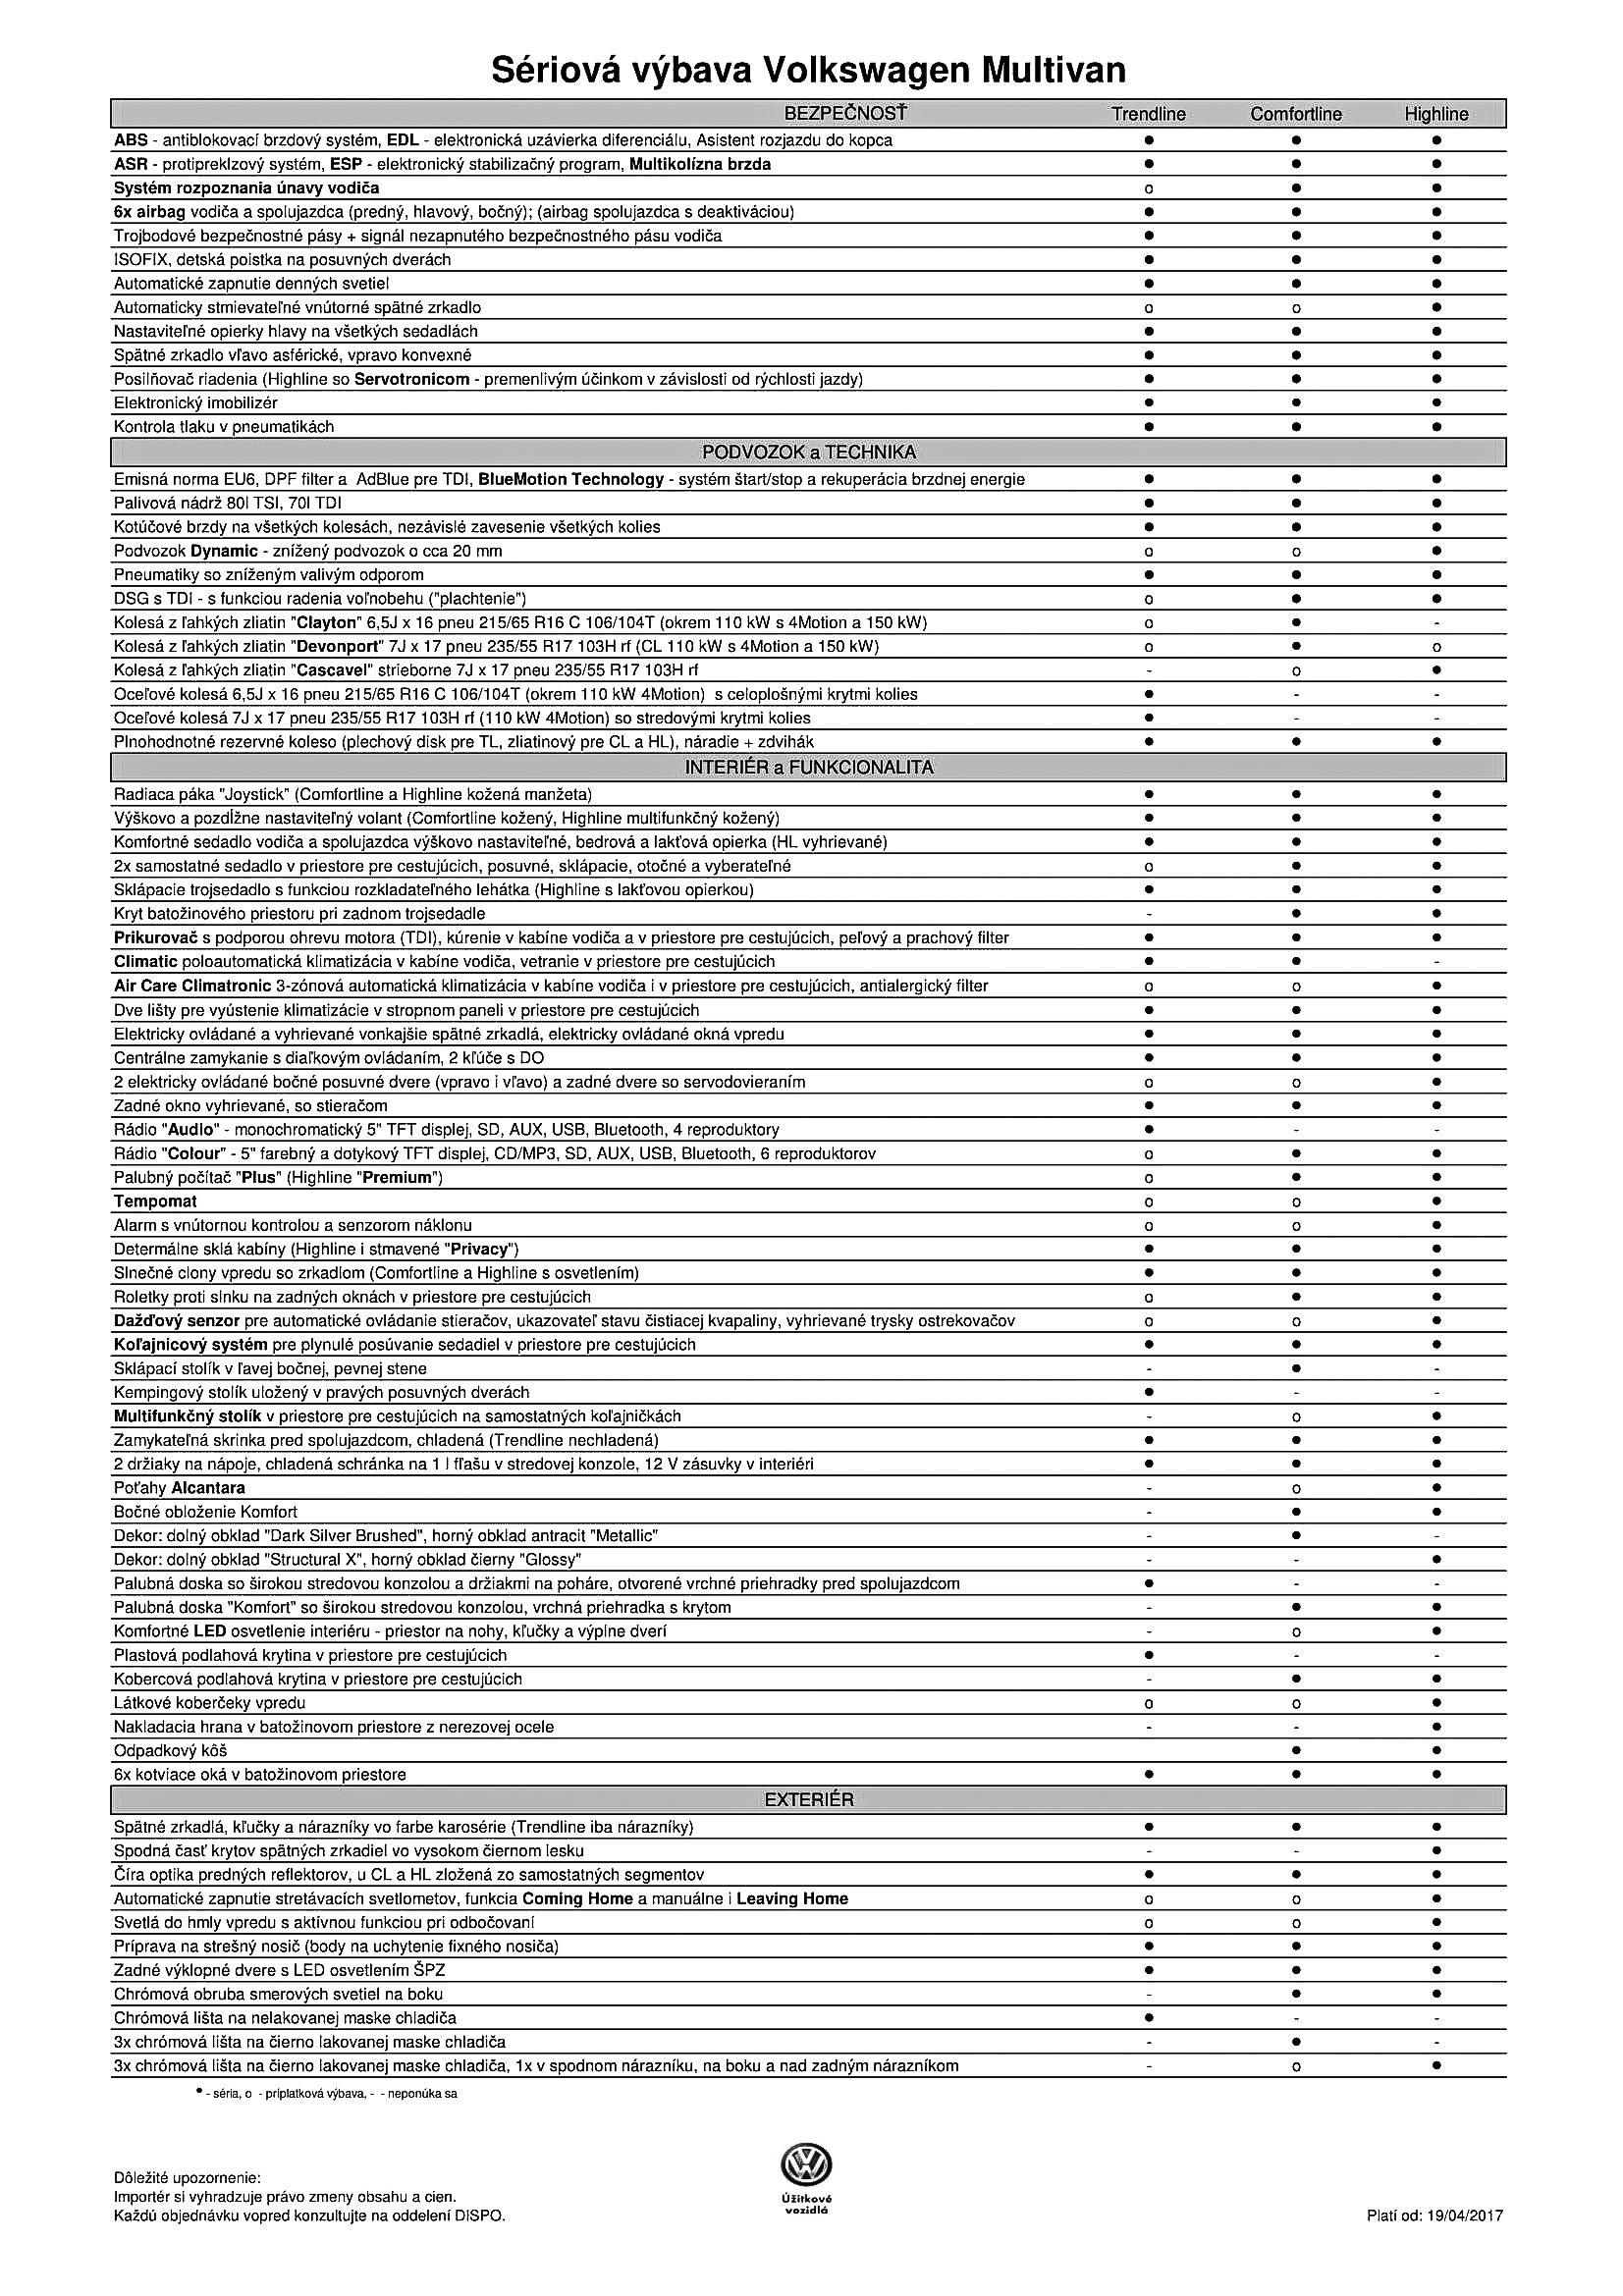 Sériová výbava Volkswagen Multivan
BEZPEČNOSŤ Trendline Comfortline Highline
ABS - antiblokovací brzdový systém, EDL - elektronická uzávierka diferenciálu, Asistent rozjazdu do kopca ● ● ●
ASR - protipreklzový systém, ESP - elektronický stabilizačný program, Multikolízna brzda ● ● ●
Systém rozpoznania únavy vodiča o ● ●
6x airbag vodiča a spolujazdca (predný, hlavový, bočný); (airbag spolujazdca s deaktiváciou) ● ● ●
Trojbodové bezpečnostné pásy + signál nezapnutého bezpečnostného pásu vodiča ● ● ●
ISOFIX, detská poistka na posuvných dverách ● ● ●
Automatické zapnutie denných svetiel ● ● ●
Automaticky stmievateľné vnútorné spätné zrkadlo o o ●
Nastaviteľné opierky hlavy na všetkých sedadlách ● ● ●
Spätné zrkadlo vľavo asférické, vpravo konvexné ● ● ●
Posilňovač riadenia (Highline so Servotronicom - premenlivým účinkom v závislosti od rýchlosti jazdy) ● ● ●
Elektronický imobilizér ● ● ●
Kontrola tlaku v pneumatikách ● ● ●
PODVOZOK a TECHNIKA
Emisná norma EU6, DPF filter a AdBlue pre TDI, BlueMotion Technology - systém štart/stop a rekuperácia brzdnej energie ● ● ●
Palivová nádrž 80l TSI, 70l TDI ● ● ●
Kotúčové brzdy na všetkých kolesách, nezávislé zavesenie všetkých kolies ● ● ●
Podvozok Dynamic - znížený podvozok o cca 20 mm o o ●
Pneumatiky so zníženým valivým odporom ● ● ●
DSG s TDI - s funkciou radenia voľnobehu ("plachtenie") o ● ●
Kolesá z ľahkých zliatin "Clayton" 6,5J x 16 pneu 215/65 R16 C 106/104T (okrem 110 kW s 4Motion a 150 kW) o ● -
Kolesá z ľahkých zliatin "Devonport" 7J x 17 pneu 235/55 R17 103H rf (CL 110 kW s 4Motion a 150 kW) o ● o
Kolesá z ľahkých zliatin "Cascavel" strieborne 7J x 17 pneu 235/55 R17 103H rf - o ●
Oceľové kolesá 6,5J x 16 pneu 215/65 R16 C 106/104T (okrem 110 kW 4Motion) s celoplošnými krytmi kolies ● - -
Oceľové kolesá 7J x 17 pneu 235/55 R17 103H rf (110 kW 4Motion) so stredovými krytmi kolies ● - -
Plnohodnotné rezervné koleso (plechový disk pre TL, zliatinový pre CL a HL), náradie + zdvihák ● ● ●
INTERIÉR a FUNKCIONALITA
Radiaca páka "Joystick" (Comfortline a Highline kožená manžeta) ● ● ●
Výškovo a pozdĺžne nastaviteľný volant (Comfortline kožený, Highline multifunkčný kožený) ● ● ●
Komfortné sedadlo vodiča a spolujazdca výškovo nastaviteľné, bedrová a lakťová opierka (HL vyhrievané) ● ● ●
2x samostatné sedadlo v priestore pre cestujúcich, posuvné, sklápacie, otočné a vyberateľné o ● ●
Sklápacie trojsedadlo s funkciou rozkladateľného lehátka (Highline s lakťovou opierkou) ● ● ●
Kryt batožinového priestoru pri zadnom trojsedadle - ● ●
Prikurovač s podporou ohrevu motora (TDI), kúrenie v kabíne vodiča a v priestore pre cestujúcich, peľový a prachový filter ● ● ●
Climatic poloautomatická klimatizácia v kabíne vodiča, vetranie v priestore pre cestujúcich ● ● -
Air Care Climatronic 3-zónová automatická klimatizácia v kabíne vodiča i v priestore pre cestujúcich, antialergický filter o o ●
Dve lišty pre vyústenie klimatizácie v stropnom paneli v priestore pre cestujúcich ● ● ●
Elektricky ovládané a vyhrievané vonkajšie spätné zrkadlá, elektricky ovládané okná vpredu ● ● ●
Centrálne zamykanie s diaľkovým ovládaním, 2 kľúče s DO ● ● ●
2 elektricky ovládané bočné posuvné dvere (vpravo i vľavo) a zadné dvere so servodovieraním o o ●
Zadné okno vyhrievané, so stieračom ● ● ●
Rádio "Audio" - monochromatický 5" TFT displej, SD, AUX, USB, Bluetooth, 4 reproduktory ● - -
Rádio "Colour" - 5" farebný a dotykový TFT displej, CD/MP3, SD, AUX, USB, Bluetooth, 6 reproduktorov o ● ●
Palubný počítač "Plus" (Highline "Premium") o ● ●
Tempomat o o ●
Alarm s vnútornou kontrolou a senzorom náklonu o o ●
Determálne sklá kabíny (Highline i stmavené "Privacy") ● ● ●
Slnečné clony vpredu so zrkadlom (Comfortline a Highline s osvetlením) ● ● ●
Roletky proti slnku na zadných oknách v priestore pre cestujúcich o ● ●
Dažďový senzor pre automatické ovládanie stieračov, ukazovateľ stavu čistiacej kvapaliny, vyhrievané trysky ostrekovačov o o ●
Koľajnicový systém pre plynulé posúvanie sedadiel v priestore pre cestujúcich ● ● ●
Sklápací stolík v ľavej bočnej, pevnej stene - ● -
Kempingový stolík uložený v pravých posuvných dverách ● - -
Multifunkčný stolík v priestore pre cestujúcich na samostatných koľajničkách - o ●
Zamykateľná skrinka pred spolujazdcom, chladená (Trendline nechladená) ● ● ●
2 držiaky na nápoje, chladená schránka na 1 l fľašu v stredovej konzole, 12 V zásuvky v interiéri ● ● ●
Poťahy Alcantara - o ●
Bočné obloženie Komfort - ● ●
Dekor: dolný obklad "Dark Silver Brushed", horný obklad antracit "Metallic" - ● -
Dekor: dolný obklad "Structural X", horný obklad čierny "Glossy" - - ●
Palubná doska so širokou stredovou konzolou a držiakmi na poháre, otvorené vrchné priehradky pred spolujazdcom ● - -
Palubná doska "Komfort" so širokou stredovou konzolou, vrchná priehradka s krytom - ● ●
Komfortné LED osvetlenie interiéru - priestor na nohy, kľučky a výplne dverí - o ●
Plastová podlahová krytina v priestore pre cestujúcich ● - -
Kobercová podlahová krytina v priestore pre cestujúcich - ● ●
Látkové koberčeky vpredu o o ●
Nakladacia hrana v batožinovom priestore z nerezovej ocele - - ●
Odpadkový kôš ● ●
6x kotviace oká v batožinovom priestore ● ● ●
EXTERIÉR
Spätné zrkadlá, kľučky a nárazníky vo farbe karosérie (Trendline iba nárazníky) ● ● ●
Spodná časť krytov spätných zrkadiel vo vysokom čiernom lesku - - ●
Číra optika predných reflektorov, u CL a HL zložená zo samostatných segmentov ● ● ●
Automatické zapnutie stretávacích svetlometov, funkcia Coming Home a manuálne i Leaving Home o o ●
Svetlá do hmly vpredu s aktívnou funkciou pri odbočovaní o o ●
Príprava na strešný nosič (body na uchytenie fixného nosiča) ● ● ●
Zadné výklopné dvere s LED osvetlením ŠPZ ● ● ●
Chrómová obruba smerových svetiel na boku - ● ●
Chrómová lišta na nelakovanej maske chladiča ● - -
3x chrómová lišta na čierno lakovanej maske chladiča - ● -
3x chrómová lišta na čierno lakovanej maske chladiča, 1x v spodnom nárazníku, na boku a nad zadným nárazníkom - o ●
● - séria, o - príplatková výbava, - - neponúka sa
Dôležité upozornenie:
Importér si vyhradzuje právo zmeny obsahu a cien.
Každú objednávku vopred konzultujte na oddelení DISPO.
Úžitkové
vozidlá
Platí od: 19/04/2017